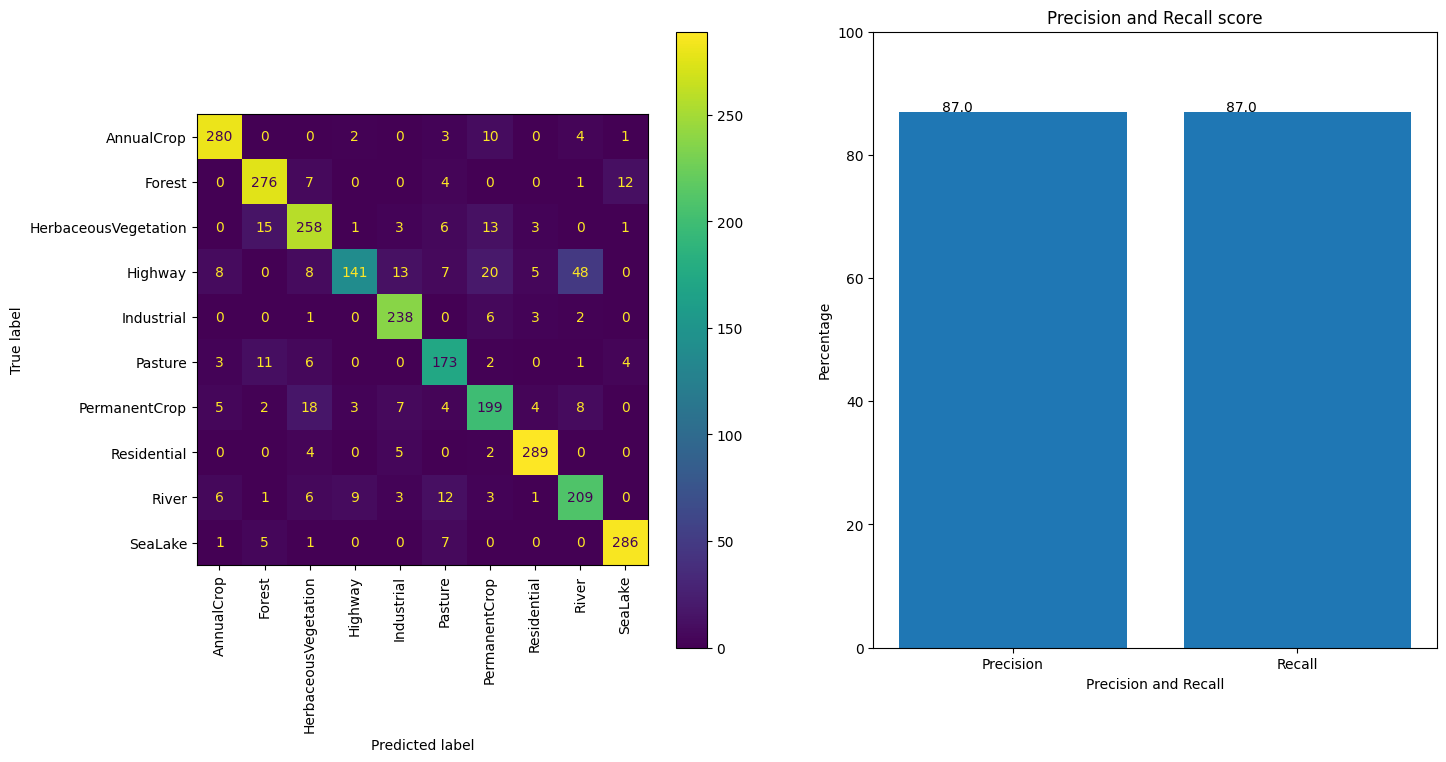 AnnualCrop 280 0 0 2 0 3 10 0 4 1
Forest 0 276 7 0 0 4 0 0 1 12
HerbaceousVegetation 0 15 258 1 3 6 13 3 0 1
Highway 8 0 8 141 13 7 20 5 48 0
Industrial 0 0 1 0 238 0 6 3 2 0
Pasture 3 11 6 0 0 173 2 0 1 4
PermanentCrop 5 2 18 3 7 4 199 4 8 0
Residential 0 0 4 0 5 0 2 289 0 0
River 6 1 6 9 3 12 3 1 209 0
SeaLake 1 5 1 0 0 7 0 0 0 286
True label
AnnualCrop
Forest
HerbaceousVegetation
Highway
Industrial
Pasture
PermanentCrop
Residential
River
SeaLake
Predicted label
250
200
150
100
50
0
Precision and Recall score
100
80
60
40
20
0
Percentage
87.0
87.0
Precision
Recall
Precision and Recall